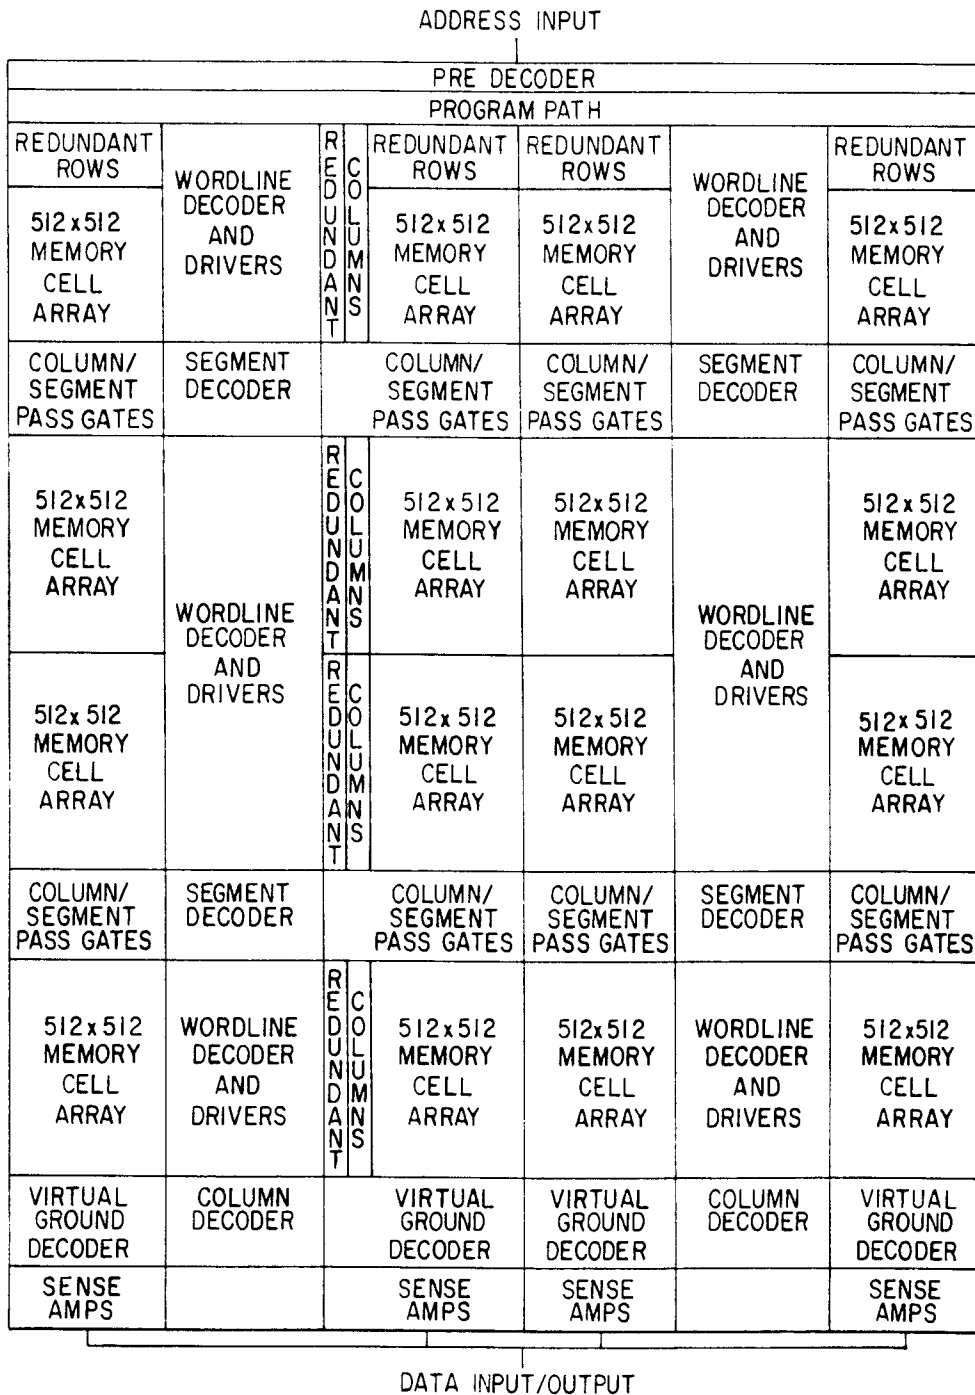 ADDRESS INPUT
PRE DECODER
PROGRAM PATH
REDUNDANT
ROWS
WORDLINE
DECODER
AND
DRIVERS
REDUNDANT
COLUMNS
REDUNDANT
ROWS
REDUNDANT
ROWS
WORDLINE
DECODER
AND
DRIVERS
REDUNDANT
ROWS
512x512
MEMORY
CELL
ARRAY
512x512
MEMORY
CELL
ARRAY
512x512
MEMORY
CELL
ARRAY
512x512
MEMORY
CELL
ARRAY
COLUMN/
SEGMENT
PASS GATES
SEGMENT
DECODER
COLUMN/
SEGMENT
PASS GATES
COLUMN/
SEGMENT
PASS GATES
SEGMENT
DECODER
COLUMN/
SEGMENT
PASS GATES
512x512
MEMORY
CELL
ARRAY
WORDLINE
DECODER
AND
DRIVERS
REDUNDANT
COLUMNS
512x512
MEMORY
CELL
ARRAY
512x512
MEMORY
CELL
ARRAY
WORDLINE
DECODER
AND
DRIVERS
512x512
MEMORY
CELL
ARRAY
512x512
MEMORY
CELL
ARRAY
REDUNDANT
COLUMNS
512x512
MEMORY
CELL
ARRAY
512x512
MEMORY
CELL
ARRAY
512x512
MEMORY
CELL
ARRAY
COLUMN/
SEGMENT
PASS GATES
SEGMENT
DECODER
COLUMN/
SEGMENT
PASS GATES
COLUMN/
SEGMENT
PASS GATES
SEGMENT
DECODER
COLUMN/
SEGMENT
PASS GATES
512x512
MEMORY
CELL
ARRAY
WORDLINE
DECODER
AND
DRIVERS
REDUNDANT
COLUMNS
512x512
MEMORY
CELL
ARRAY
512x512
MEMORY
CELL
ARRAY
WORDLINE
DECODER
AND
DRIVERS
512x512
MEMORY
CELL
ARRAY
VIRTUAL
GROUND
DECODER
COLUMN
DECODER
VIRTUAL
GROUND
DECODER
VIRTUAL
GROUND
DECODER
COLUMN
DECODER
VIRTUAL
GROUND
DECODER
SENSE
AMPS
SENSE
AMPS
SENSE
AMPS
SENSE
AMPS
DATA INPUT/OUTPUT